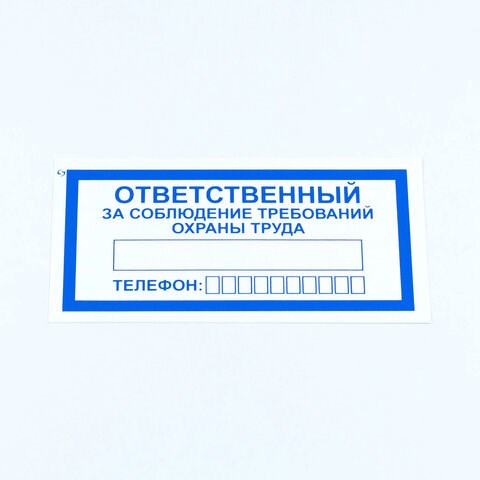 ОТВЕТСТВЕННЫЙ
ЗА СОБЛЮДЕНИЕ ТРЕБОВАНИЙ
ОХРАНЫ ТРУДА
ТЕЛЕФОН: